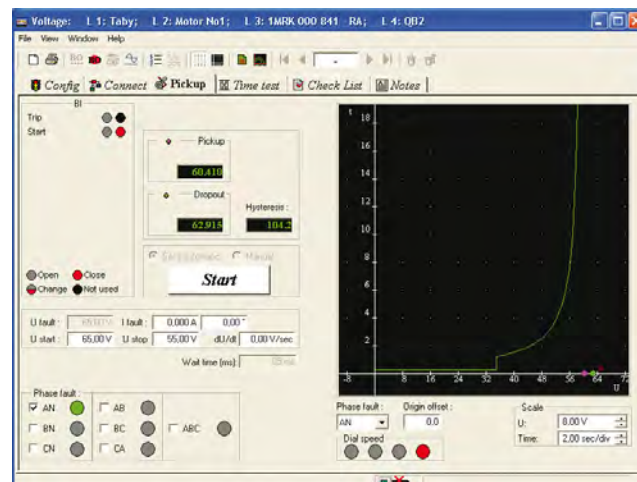 Voltage: L 1: Taby; L 2: Motor No1; L 3: 1MRK 000 841 - RA; L 4: QB2
File View Window Help
Config Connect Pickup Time test Check List Notes
BI
Trip
Start
Open Close
Change Not used
Pickup
60.410
Dropout
62.915
Hysteresis :
104.2
Manual
Start
U fault : 65,00 V I fault : 0,000 A 0,00 °
U start : 65,00 V U stop 55,00 V dU/dt 0,00 V/sec
Wait time (ms):
Phase fault :
AN AB
BN BC ABC
CN CA
t
18
16
14
12
10
8
6
4
2
-8 8 16 24 32 40 48 56 64 72
U
Phase fault : Origin offset :
AN 0.0
Dial speed
Scale
U: 8.00 V
Time: 2.00 sec/div